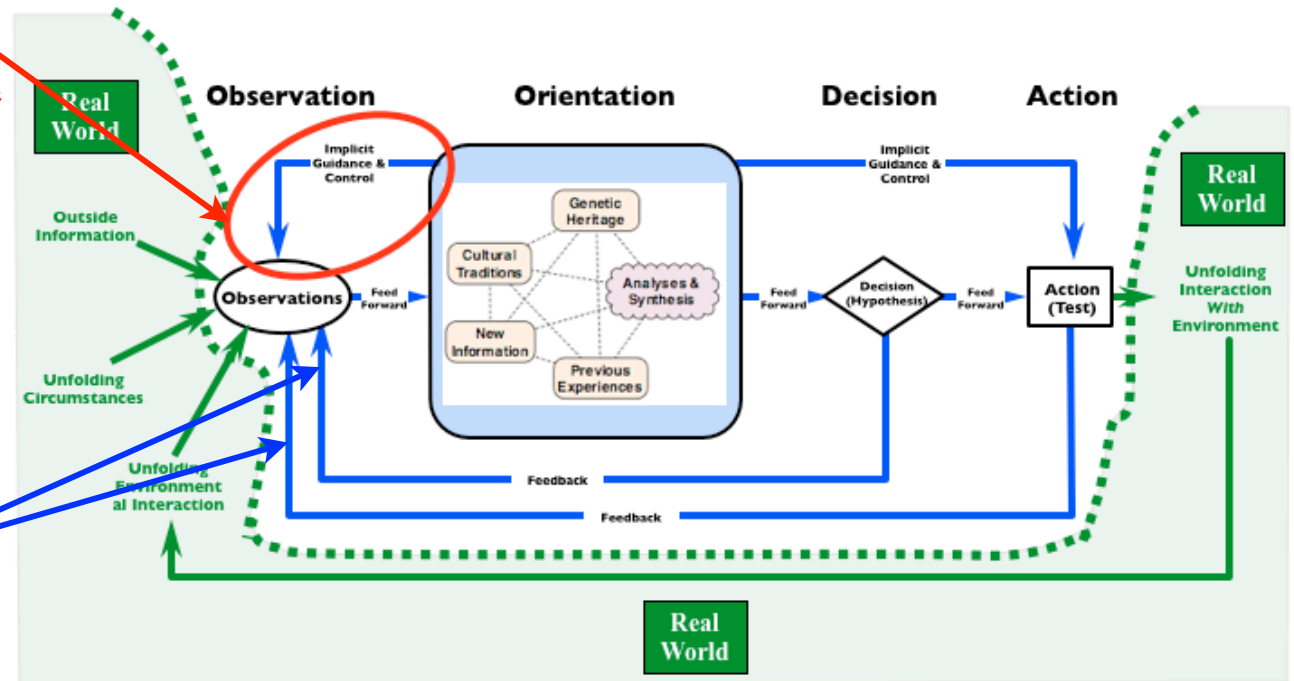 Observation
Orientation
Decision
Action
Real
World
Implicit
Guidance &
Control
Implicit
Guidance &
Control
Real
World
Outside
Information
Genetic
Heritage
Cultural
Traditions
Analyses &
Synthesis
New
Information
Previous
Experiences
Observations
Feed
Forward
Feed
Forward
Decision
(Hypothesis)
Feed
Forward
Action
(Test)
Unfolding
Interaction
With
Environment
Unfolding
Circumstances
Unfolding
Environment
al Interaction
Feedback
Feedback
Real
World